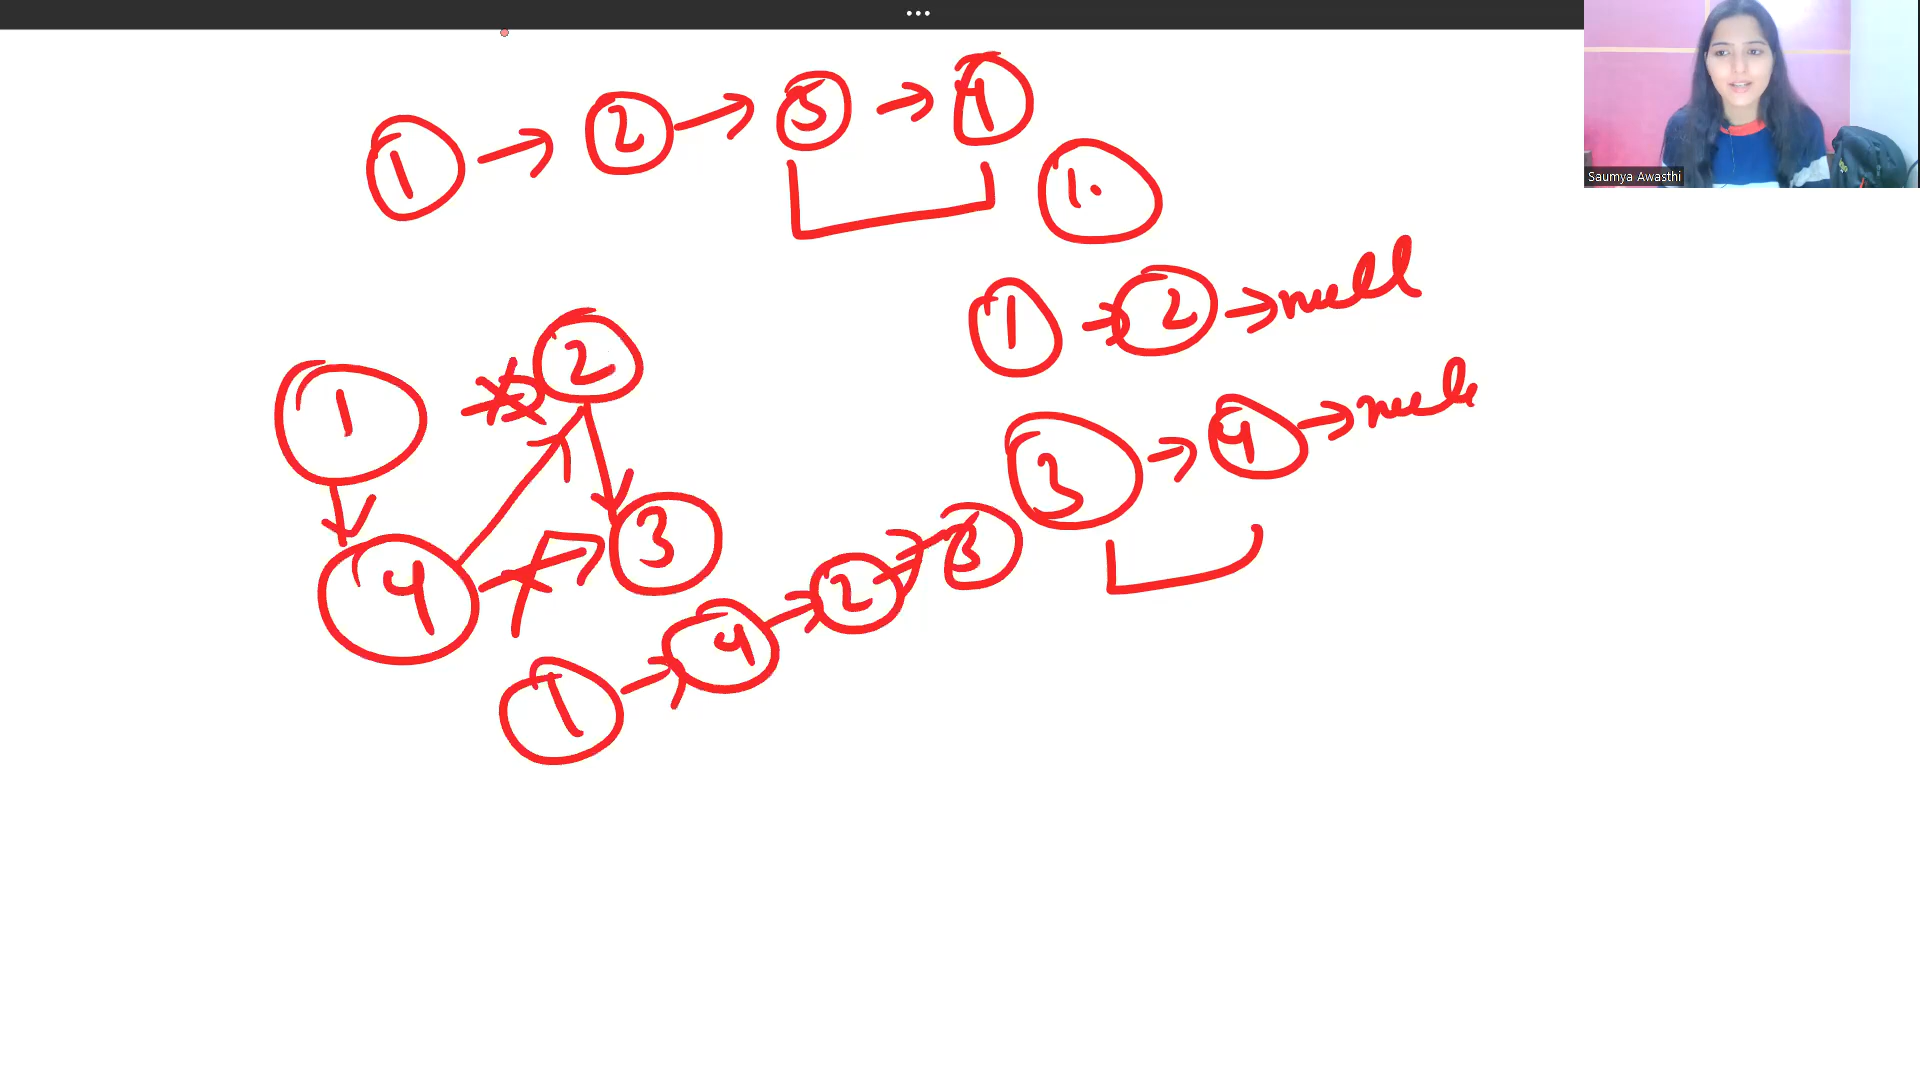 ...
1 → 2 → 3 → 4
1.
1 → 2 → null
1 → 2
3 → 4 → null
4 → 3
1 → 4 → 2 → 3
Saumya Awasthi